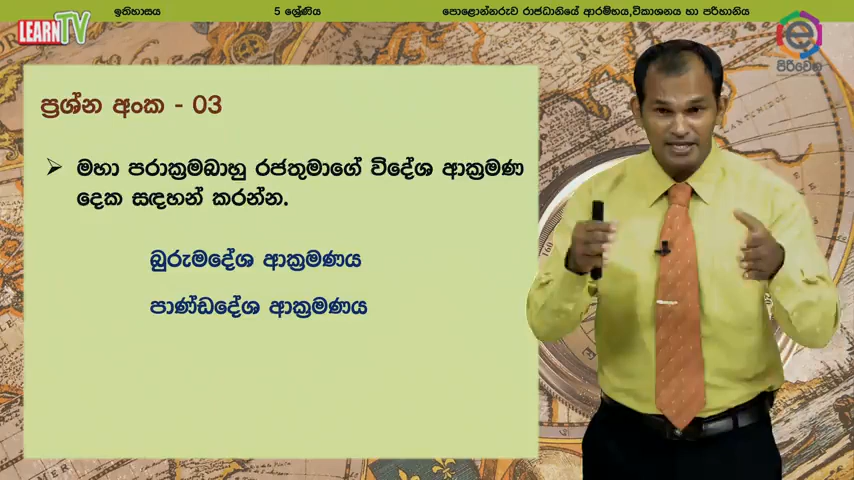 ඉතිහාසය 5 ශ්‍රේණිය පොළොන්නරුව රාජධානියේ ආරම්භය,විකාශනය හා පරිහානිය
LEARN TV
පිරිවෙන
ප්‍රශ්න අංක - 03
මහා පරාක්‍රමබාහු රජතුමාගේ විදේශ ආක්‍රමණ
දෙක සඳහන් කරන්න.
බුරුමදේශ ආක්‍රමණය
පාණ්ඩදේශ ආක්‍රමණය